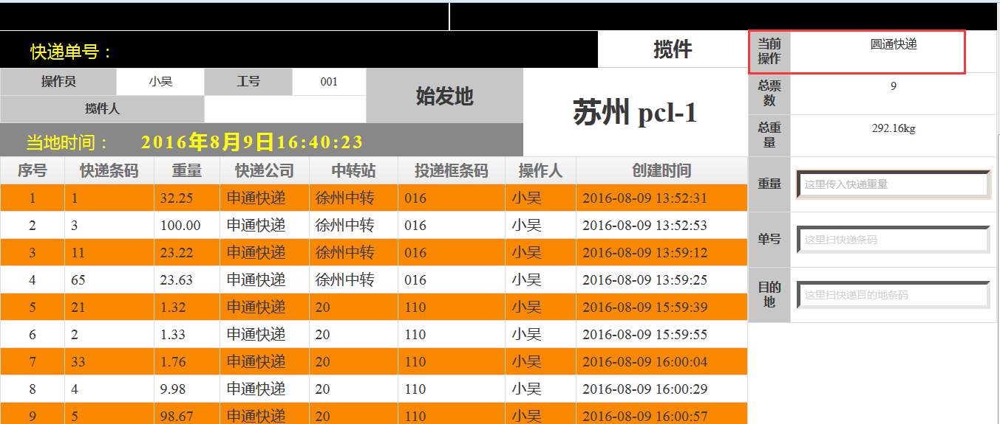 快递单号：
揽件
操作员 小吴 工号 001
揽件人
始发地
苏州 pcl-1
当地时间： 2016年8月9日16:40:23
序号 快递条码 重量 快递公司 中转站 投递框条码 操作人 创建时间
1 1 32.25 申通快递 徐州中转 016 小吴 2016-08-09 13:52:31
2 3 100.00 申通快递 徐州中转 016 小吴 2016-08-09 13:52:53
3 11 23.22 申通快递 徐州中转 016 小吴 2016-08-09 13:59:12
4 65 23.63 申通快递 徐州中转 016 小吴 2016-08-09 13:59:25
5 21 1.32 申通快递 20 110 小吴 2016-08-09 15:59:39
6 2 1.33 申通快递 20 110 小吴 2016-08-09 15:59:55
7 33 1.76 申通快递 20 110 小吴 2016-08-09 16:00:04
8 4 9.98 申通快递 20 110 小吴 2016-08-09 16:00:29
9 5 98.67 申通快递 20 110 小吴 2016-08-09 16:00:57
当前
操作
圆通快递
总票
数
9
总重
量
292.16kg
重量
这里传入快递重量
单号
这里扫快递条码
目的
地
这里扫快递目的地条码